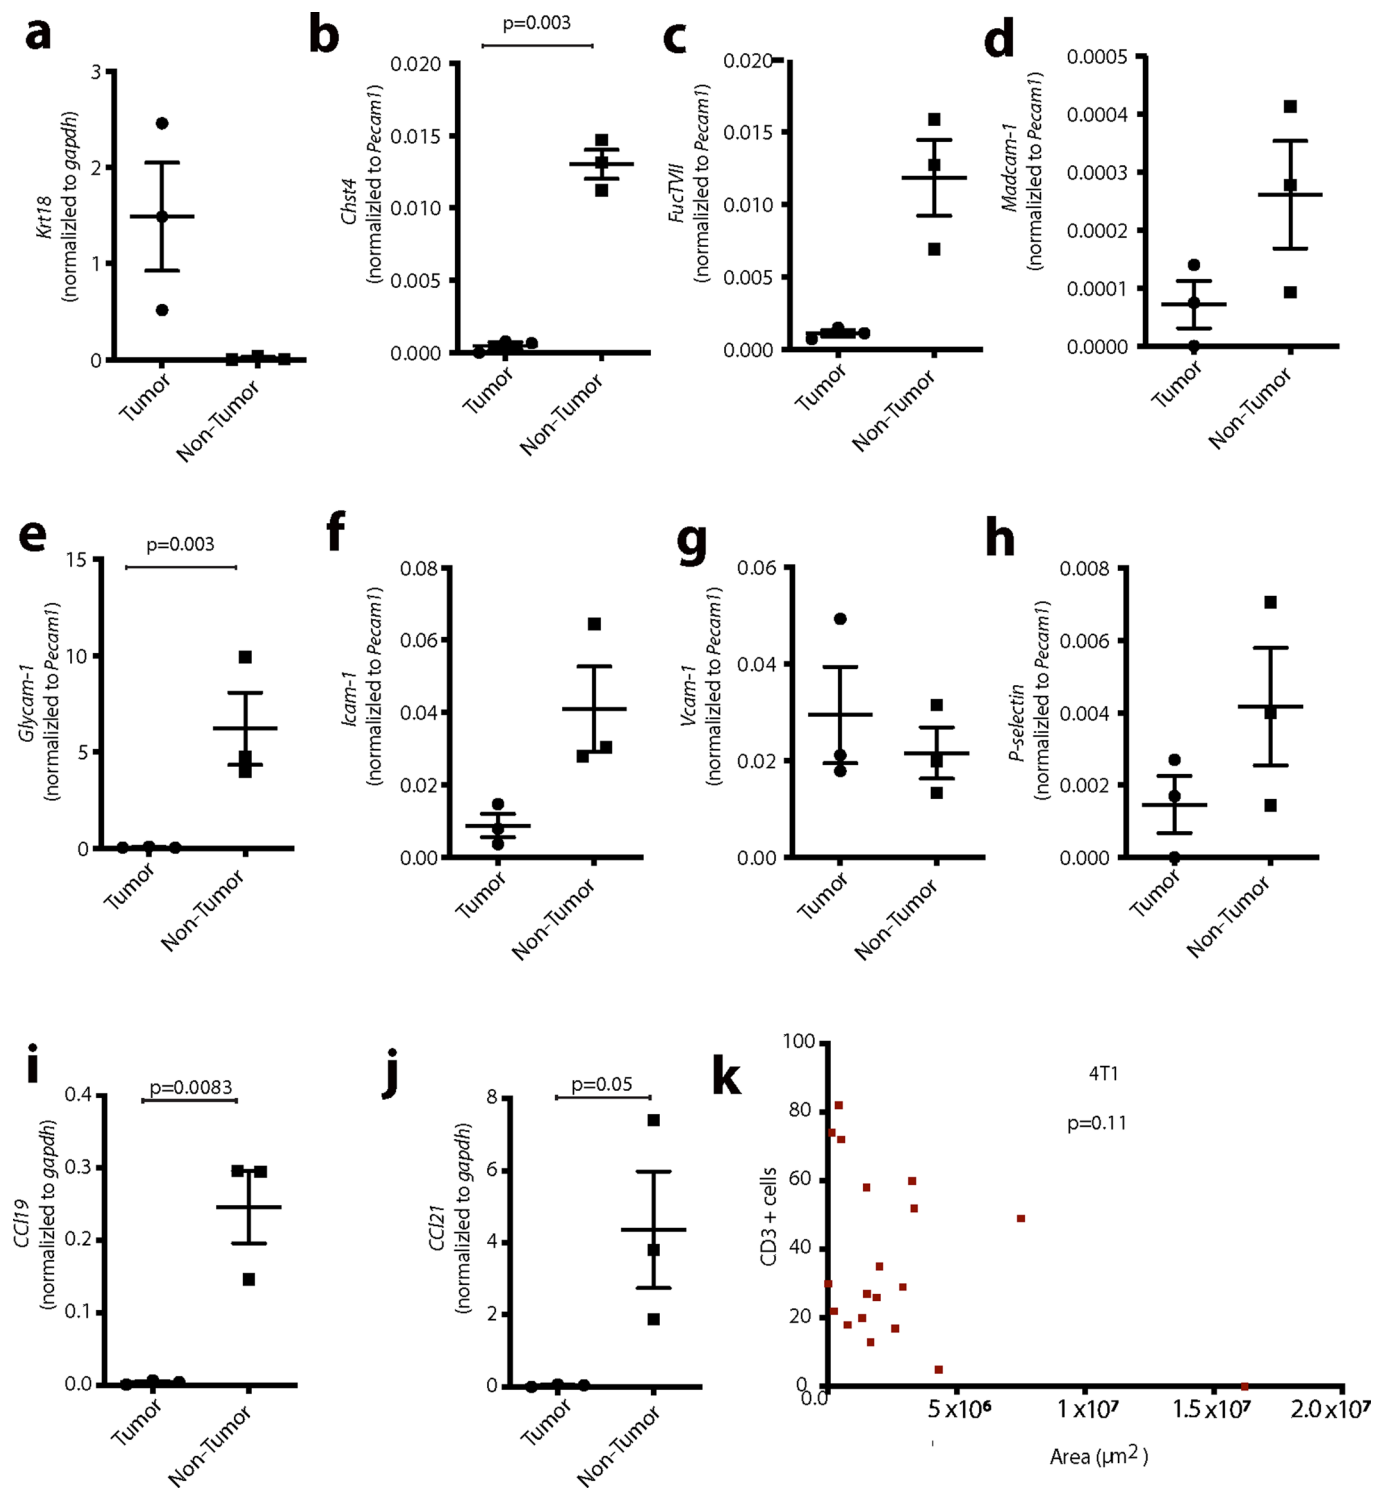 a
3
2
1
0
Krt18
(normalizled to gapdh)
Tumor
Non-Tumor
b
p=0.003
0.020
0.015
0.010
0.005
0.000
Chst4
(normalizled to Pecam1)
Tumor
Non-Tumor
c
0.020
0.015
0.010
0.005
0.000
FucTVII
(normalizled to Pecam1)
Tumor
Non-Tumor
d
0.0005
0.0004
0.0003
0.0002
0.0001
0.0000
Madcam-1
(normalizled to Pecam1)
Tumor
Non-Tumor
e
p=0.003
15
10
5
0
Glycam-1
(normalizled to Pecam1)
Tumor
Non-Tumor
f
0.08
0.06
0.04
0.02
0.00
Icam-1
(normalizled to Pecam1)
Tumor
Non-Tumor
g
0.06
0.04
0.02
0.00
Vcam-1
(normalizled to Pecam1)
Tumor
Non-Tumor
h
0.008
0.006
0.004
0.002
0.000
P-selectin
(normalizled to Pecam1)
Tumor
Non-Tumor
i
p=0.0083
0.4
0.3
0.2
0.1
0.0
CCl19
(normalizled to gapdh)
Tumor
Non-Tumor
j
p=0.05
8
6
4
2
0
CCl21
(normalizled to gapdh)
Tumor
Non-Tumor
k
4T1
p=0.11
100
80
60
40
20
0
CD3 + cells
0.0
5 x10⁶
1 x10⁷
1.5 x10⁷
2.0 x10⁷
Area (µm²)